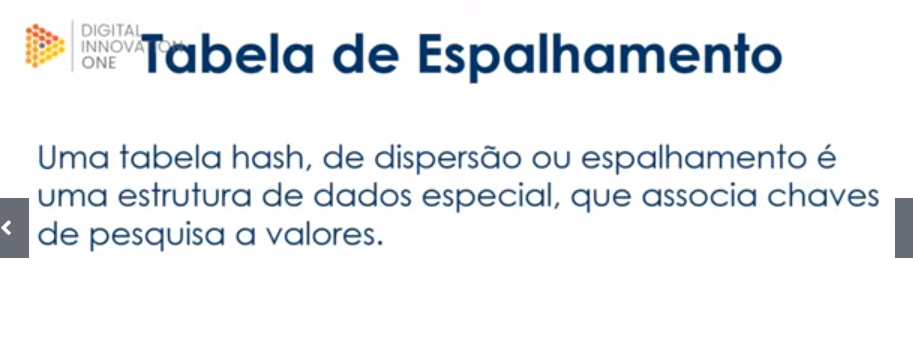 DIGITAL
INNOVATION
ONE
Tabela de Espalhamento
Uma tabela hash, de dispersão ou espalhamento é
uma estrutura de dados especial, que associa chaves
de pesquisa a valores.